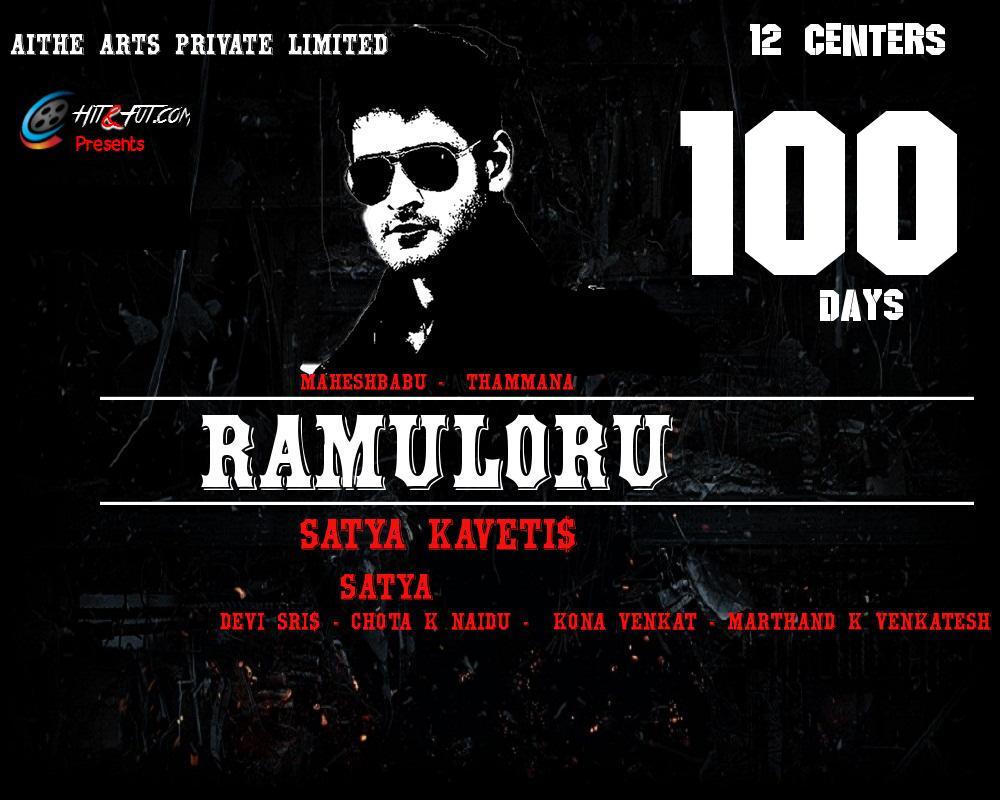 AITHE ARTS PRIVATE LIMITED
12 CENTERS
HIT&FUT.COM
Presents
100
DAYS
MAHESHBABU - THAMMANA
RAMULORU
SATYA KAVETI$
SATYA
DEVI SRI$ - CHOTA K NAIDU - KONA VENKAT - MARTHAND K VENKATESH